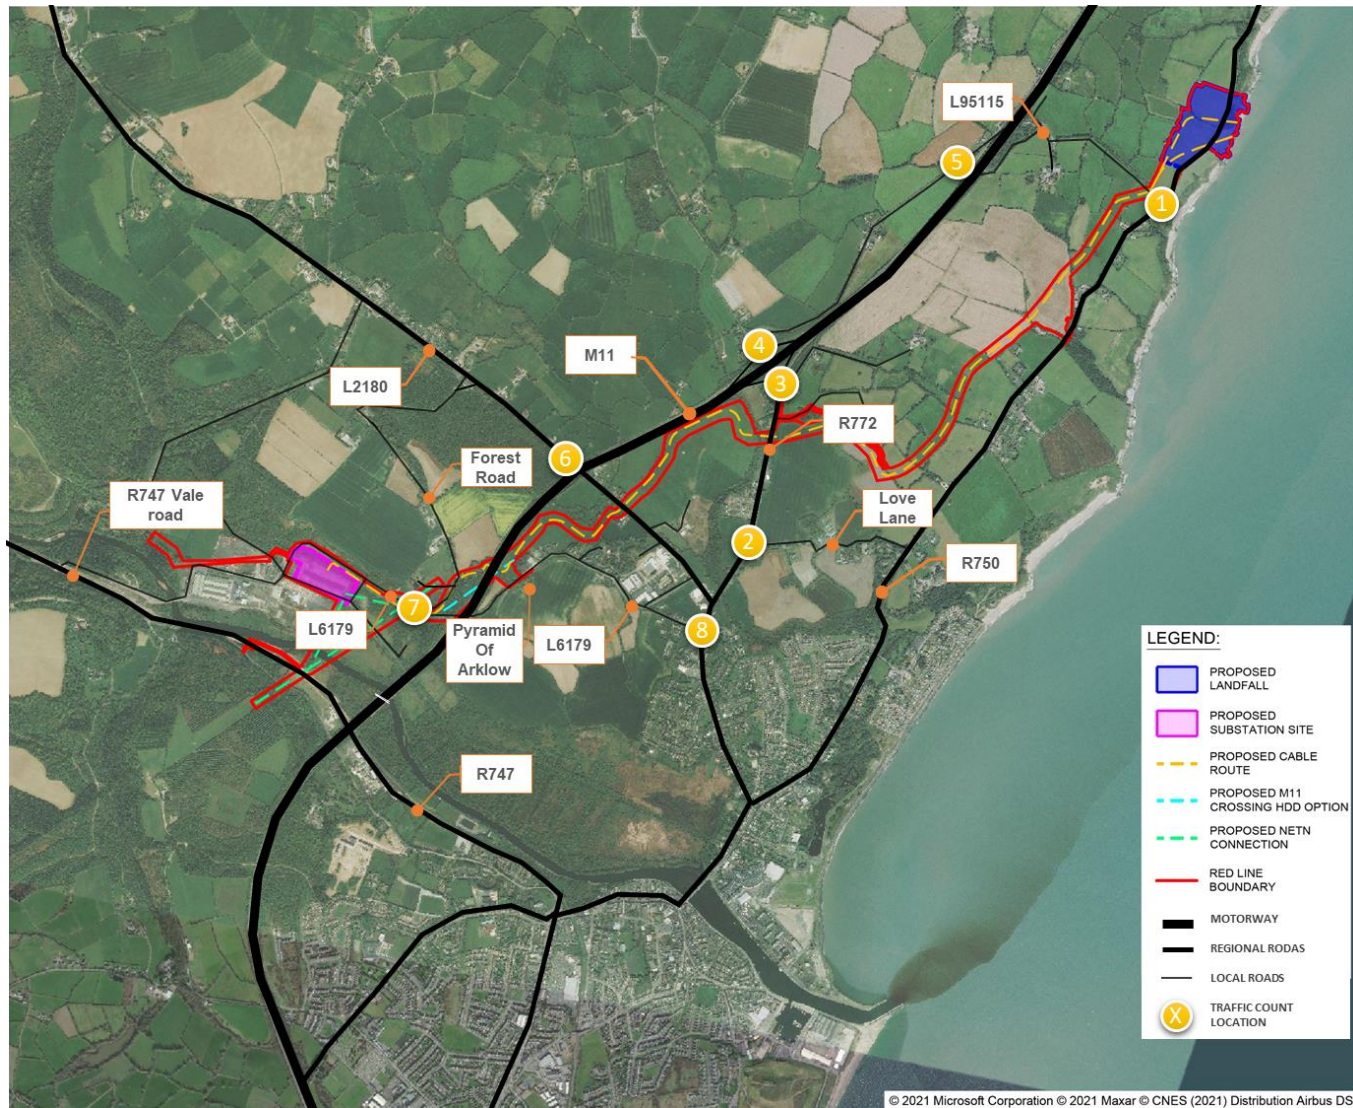 L95115
5
1
4
M11
3
L2180
R772
6
Forest
Road
R747 Vale
road
Love
Lane
2
R750
7
L6179
Pyramid
Of
Arklow
L6179
8
R747
LEGEND:
PROPOSED
LANDFALL
PROPOSED
SUBSTATION SITE
PROPOSED CABLE
ROUTE
PROPOSED M11
CROSSING HDD OPTION
PROPOSED NETN
CONNECTION
RED LINE
BOUNDARY
MOTORWAY
REGIONAL RODAS
LOCAL ROADS
X
TRAFFIC COUNT
LOCATION
© 2021 Microsoft Corporation © 2021 Maxar © CNES (2021) Distribution Airbus DS